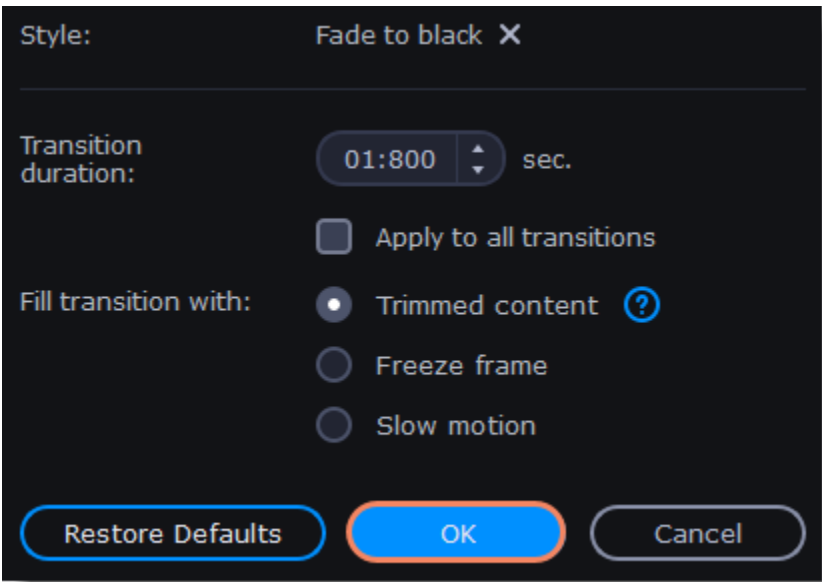 Style: Fade to black
Transition
duration:
01:800 sec.
Apply to all transitions
Fill transition with: Trimmed content ?
Freeze frame
Slow motion
Restore Defaults OK Cancel